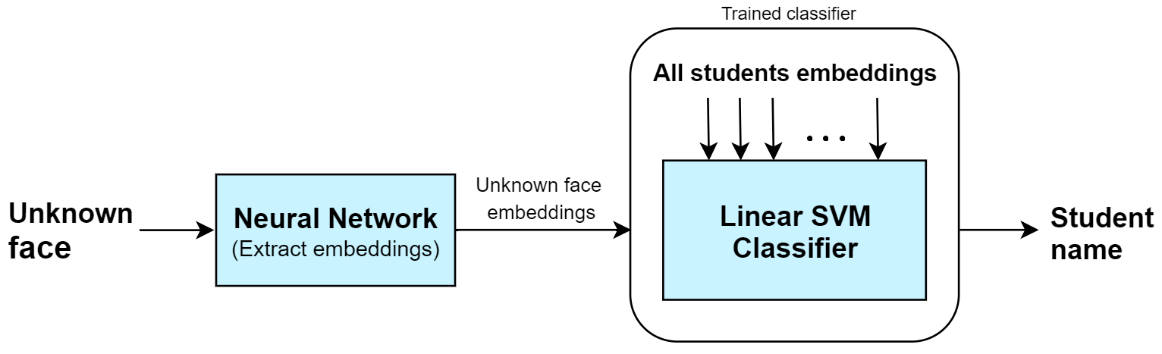 Trained classifier
All students embeddings
...
Unknown
face
Neural Network
(Extract embeddings)
Unknown face
embeddings
Linear SVM
Classifier
Student
name